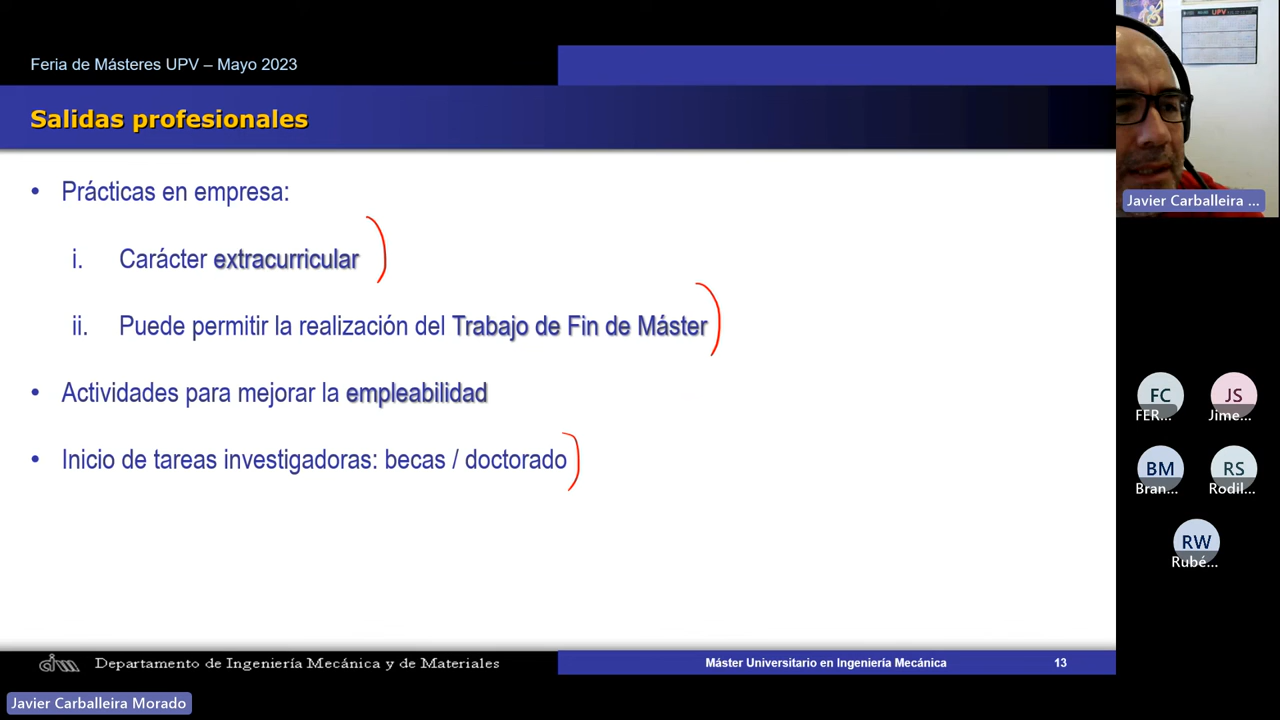 Feria de Másteres UPV – Mayo 2023
Salidas profesionales
• Prácticas en empresa:
i. Carácter extracurricular
ii. Puede permitir la realización del Trabajo de Fin de Máster
• Actividades para mejorar la empleabilidad
• Inicio de tareas investigadoras: becas / doctorado
Departamento de Ingeniería Mecánica y de Materiales
Máster Universitario en Ingeniería Mecánica
13
Javier Carballeira Morado
UPV
Javier Carballeira ...
FC
FER...
JS
Jime...
BM
Bran...
RS
Rodil...
RW
Rubé...